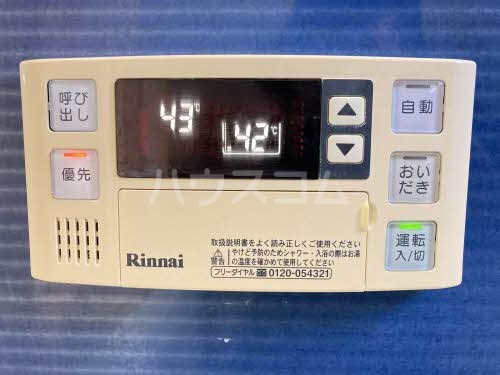 呼び
出し
優先
43℃
42℃
自動
おい
だき
運転
入/切
ハウスコム
Rinnai
取扱説明書をよく読み正しくご使用ください
警告
やけど予防のためシャワー・入浴の際はお湯
の温度を確かめて使用してください
フリーダイヤル 0120-054321